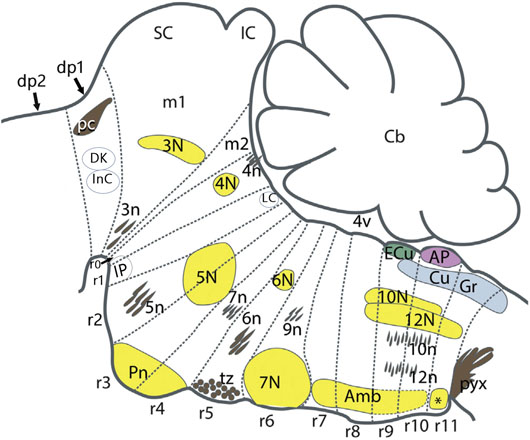 SC IC
dp1
dp2
m1
pc
Cb
3N
m2
DK
4n
InC
4N
LC
3n
4v
ECu AP
r0
IP
Cu
r1
5N
6N
Gr
7n
10N
5n
6n
12N
r2
9n
10n
Pn
tz
7N
12n
pyx
Amb
*
r3
r4
r5
r6
r7
r8
r9
r10
r11